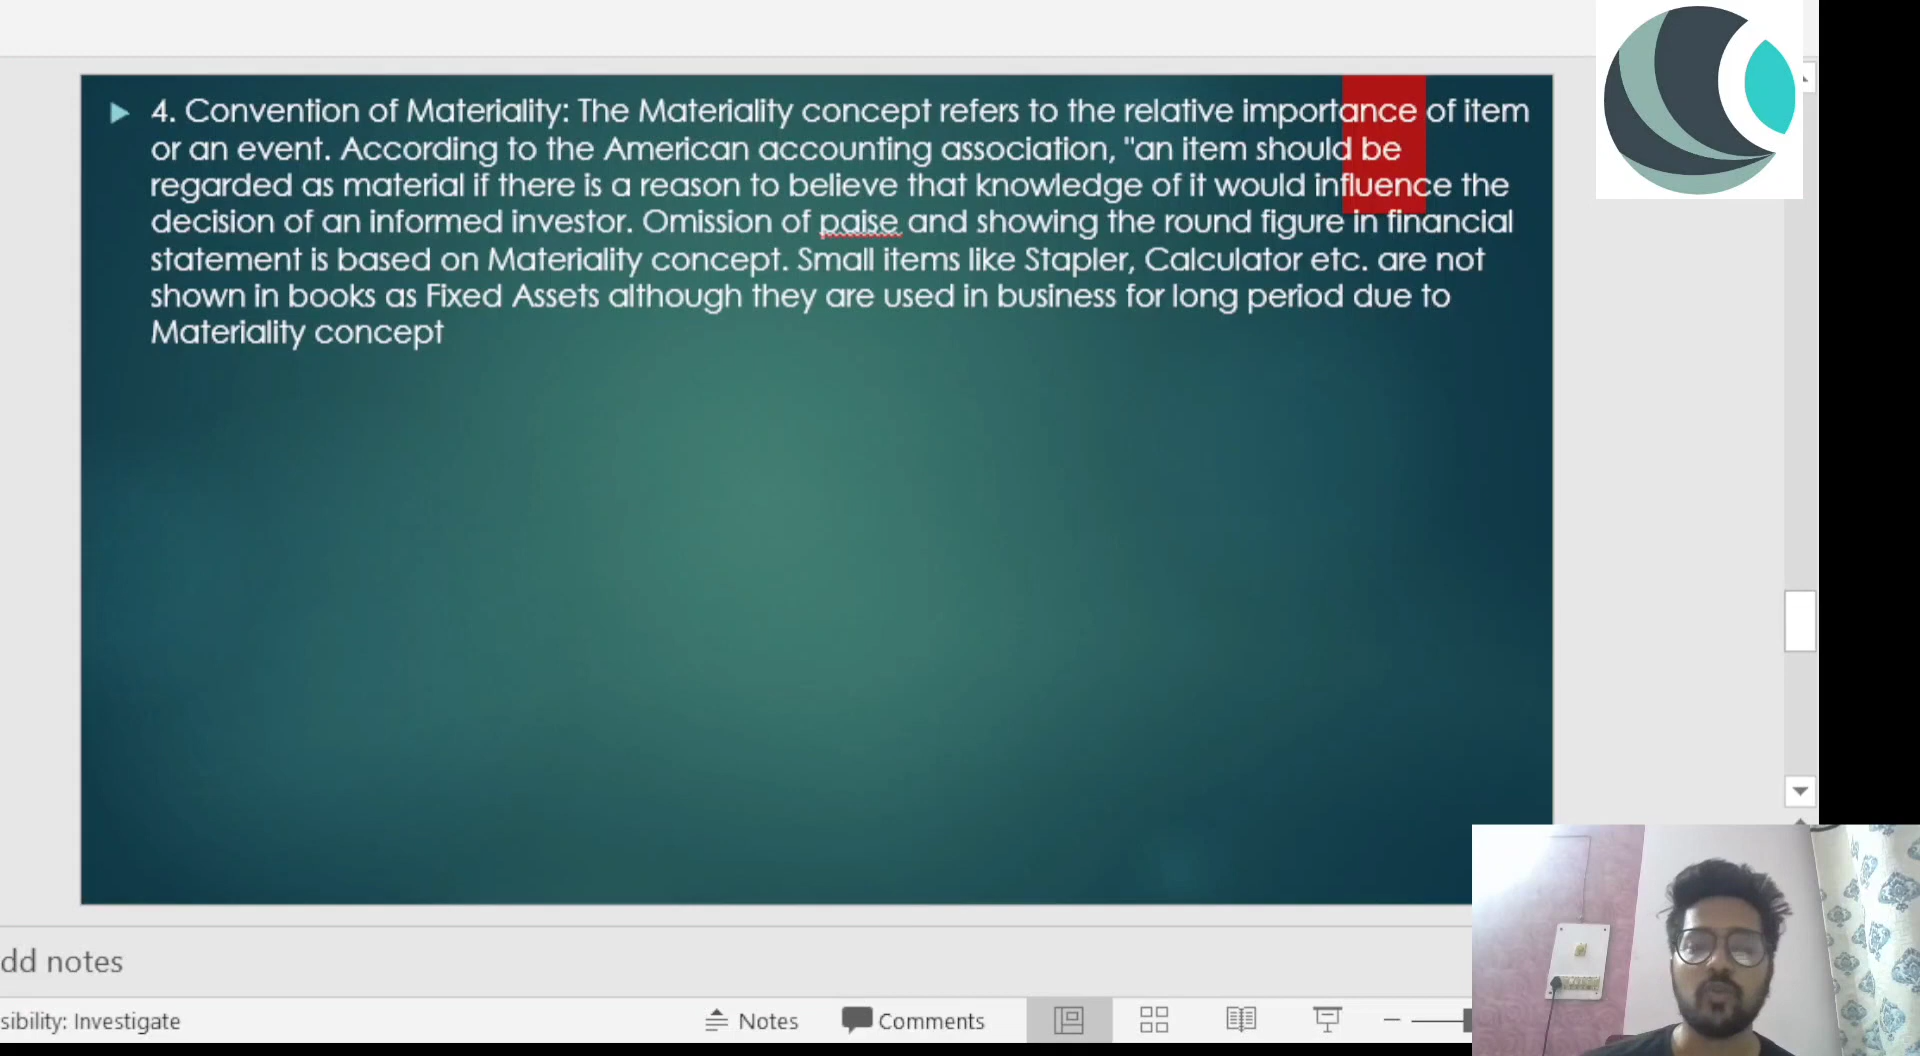 4. Convention of Materiality: The Materiality concept refers to the relative importance of item
or an event. According to the American accounting association, "an item should be
regarded as material if there is a reason to believe that knowledge of it would influence the
decision of an informed investor. Omission of paise and showing the round figure in financial
statement is based on Materiality concept. Small items like Stapler, Calculator etc. are not
shown in books as Fixed Assets although they are used in business for long period due to
Materiality concept
dd notes
sibility: Investigate
Notes
Comments